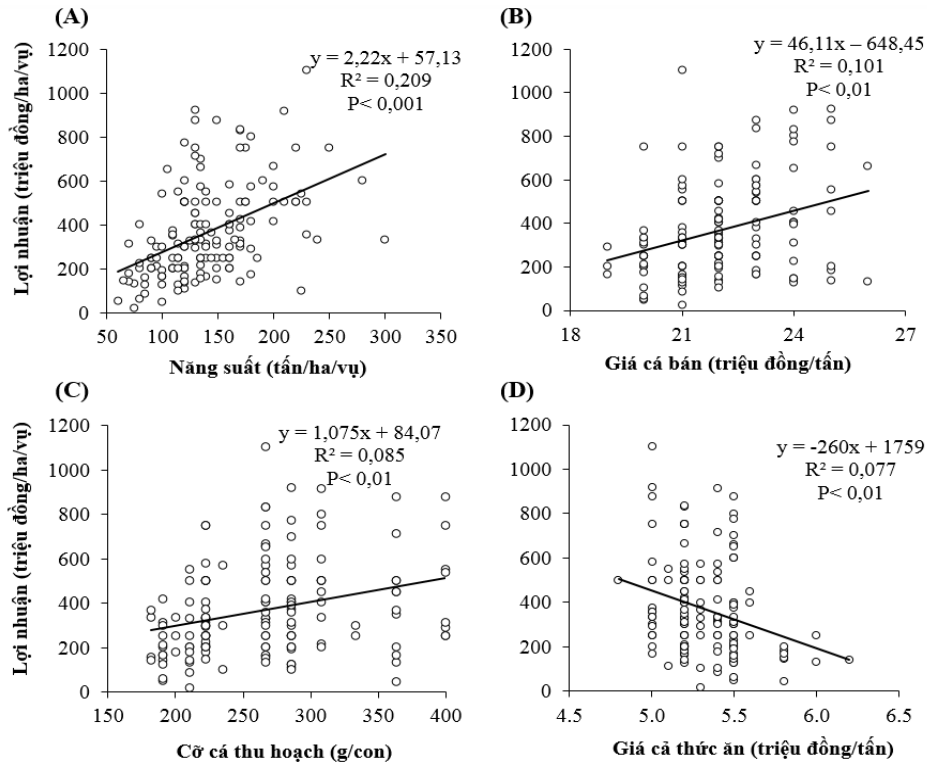 (A)
y = 2,22x + 57,13
R² = 0,209
P< 0,001
Lợi nhuận (triệu đồng/ha/vụ)
1200
1000
800
600
400
200
0
50 100 150 200 250 300 350
Năng suất (tấn/ha/vụ)
(B)
y = 46,11x – 648,45
R² = 0,101
P< 0,01
1200
1000
800
600
400
200
0
18 21 24 27
Giá cá bán (triệu đồng/tấn)
(C)
y = 1,075x + 84,07
R² = 0,085
P< 0,01
Lợi nhuận (triệu đồng/ha/vụ)
1200
1000
800
600
400
200
0
150 200 250 300 350 400
Cỡ cá thu hoạch (g/con)
(D)
y = -260x + 1759
R² = 0,077
P< 0,01
1200
1000
800
600
400
200
0
4.5 5.0 5.5 6.0 6.5
Giá cả thức ăn (triệu đồng/tấn)